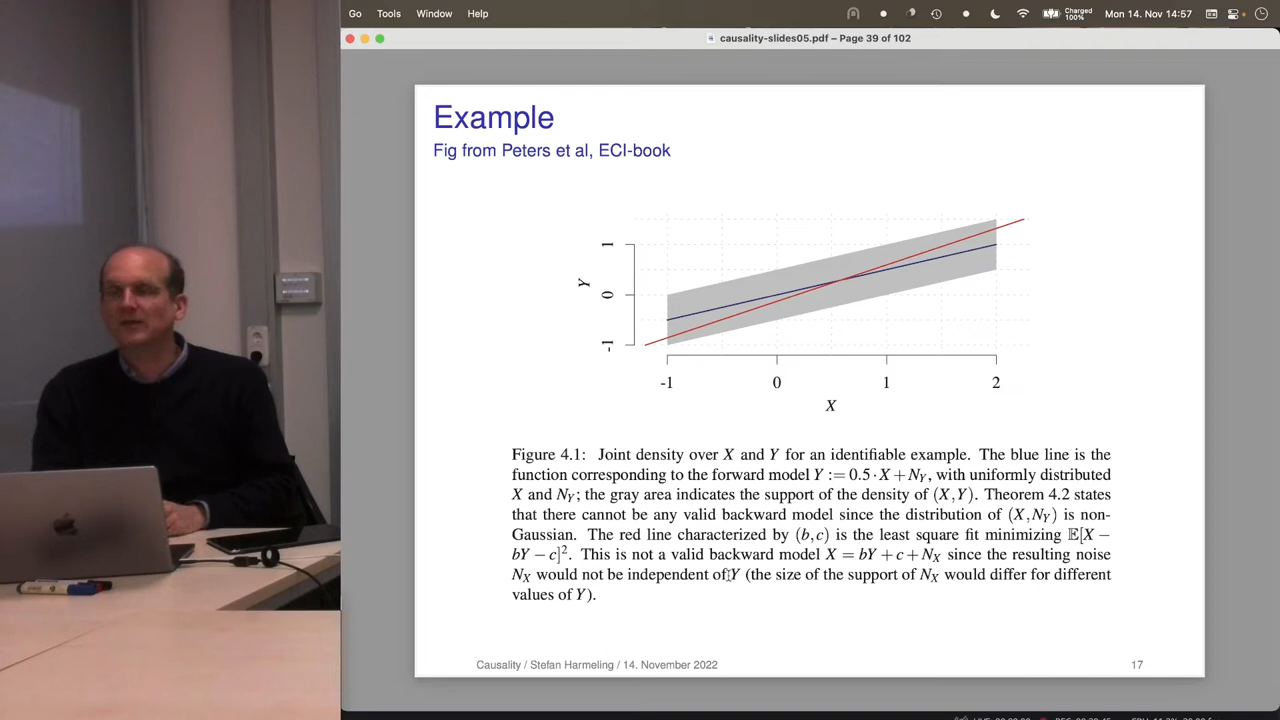 Go Tools Window Help
Charged 100% Mon 14. Nov 14:57
causality-slides05.pdf – Page 39 of 102
Example
Fig from Peters et al, ECI-book
1
0
-1
Y
-1 0 1 2
X
Figure 4.1: Joint density over X and Y for an identifiable example. The blue line is the
function corresponding to the forward model Y := 0.5 · X + N_Y, with uniformly distributed
X and N_Y; the gray area indicates the support of the density of (X,Y). Theorem 4.2 states
that there cannot be any valid backward model since the distribution of (X,N_Y) is non-
Gaussian. The red line characterized by (b,c) is the least square fit minimizing 𝔼[X −
bY − c]². This is not a valid backward model X = bY + c + N_X since the resulting noise
N_X would not be independent of Y (the size of the support of N_X would differ for different
values of Y).
Causality / Stefan Harmeling / 14. November 2022 17